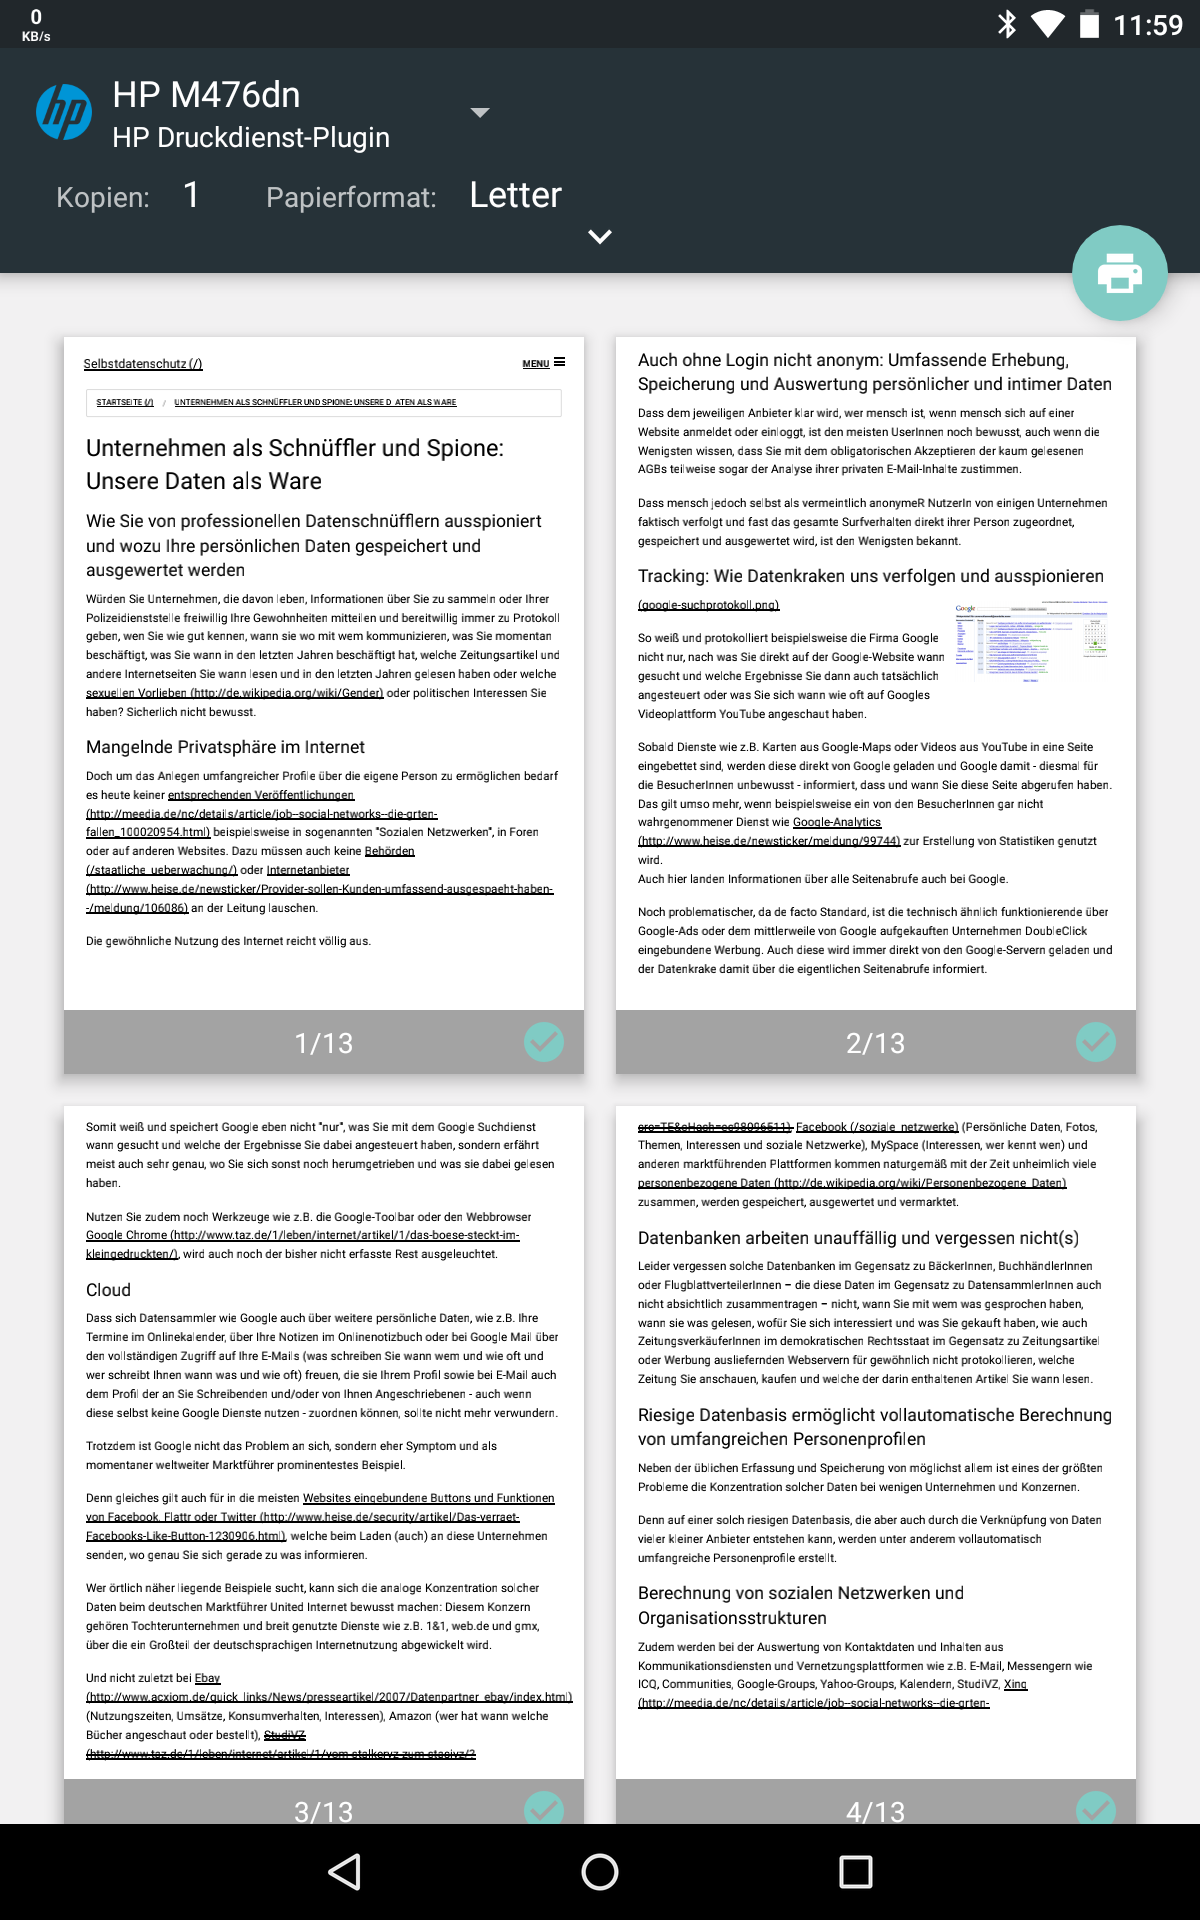 0
KB/s
11:59
hp
HP M476dn
HP Druckdienst-Plugin
Kopien: 1 Papierformat: Letter
Selbstdatenschutz (/)
MENU
STARTSEITE (/) / UNTERNEHMEN ALS SCHNÜFFLER UND SPIONE: UNSERE D ATEN ALS WARE
Unternehmen als Schnüffler und Spione:
Unsere Daten als Ware
Wie Sie von professionellen Datenschnüfflern ausspioniert
und wozu Ihre persönlichen Daten gespeichert und
ausgewertet werden
Würden Sie Unternehmen, die davon leben, Informationen über Sie zu sammeln oder Ihrer
Polizeidienststelle freiwillig Ihre Gewohnheiten mitteilen und bereitwillig immer zu Protokoll
geben, wen Sie wie gut kennen, wann sie wo mit wem kommunizieren, was Sie momentan
beschäftigt, was Sie wann in den letzten Jahren beschäftigt hat, welche Zeitungsartikel und
andere Internetseiten Sie wann lesen und in den letzten Jahren gelesen haben oder welche
sexuellen Vorlieben (http://de.wikipedia.org/wiki/Gender) oder politischen Interessen Sie
haben? Sicherlich nicht bewusst.
Mangelnde Privatsphäre im Internet
Doch um das Anlegen umfangreicher Profile über die eigene Person zu ermöglichen bedarf
es heute keiner entsprechenden Veröffentlichungen
(http://meedia.de/nc/details/article/job--social-networks--die-grten-
fallen_100020954.html) beispielsweise in sogenannten "Sozialen Netzwerken", in Foren
oder auf anderen Websites. Dazu müssen auch keine Behörden
(/staatliche_ueberwachung/) oder Internetanbieter
(http://www.heise.de/newsticker/Provider-sollen-Kunden-umfassend-ausgespaeht-haben-
-/meldung/106086) an der Leitung lauschen.
Die gewöhnliche Nutzung des Internet reicht völlig aus.
1/13
Auch ohne Login nicht anonym: Umfassende Erhebung,
Speicherung und Auswertung persönlicher und intimer Daten
Dass dem jeweiligen Anbieter klar wird, wer mensch ist, wenn mensch sich auf einer
Website anmeldet oder einloggt, ist den meisten UserInnen noch bewusst, auch wenn die
Wenigsten wissen, dass Sie mit dem obligatorischen Akzeptieren der kaum gelesenen
AGBs teilweise sogar der Analyse ihrer privaten E-Mail-Inhalte zustimmen.
Dass mensch jedoch selbst als vermeintlich anonymeR NutzerIn von einigen Unternehmen
faktisch verfolgt und fast das gesamte Surfverhalten direkt ihrer Person zugeordnet,
gespeichert und ausgewertet wird, ist den Wenigsten bekannt.
Tracking: Wie Datenkraken uns verfolgen und ausspionieren
(google-suchprotokoll.png)
Google
So weiß und protokolliert beispielsweise die Firma Google
nicht nur, nach was Sie direkt auf der Google-Website wann
gesucht und welche Ergebnisse Sie dann auch tatsächlich
angesteuert oder was Sie sich wann wie oft auf Googles
Videoplattform YouTube angeschaut haben.
Sobald Dienste wie z.B. Karten aus Google-Maps oder Videos aus YouTube in eine Seite
eingebettet sind, werden diese direkt von Google geladen und Google damit - diesmal für
die BesucherInnen unbewusst - informiert, dass und wann Sie diese Seite abgerufen haben.
Das gilt umso mehr, wenn beispielsweise ein von den BesucherInnen gar nicht
wahrgenommener Dienst wie Google-Analytics
(http://www.heise.de/newsticker/meldung/99744) zur Erstellung von Statistiken genutzt
wird.
Auch hier landen Informationen über alle Seitenabrufe auch bei Google.
Noch problematischer, da de facto Standard, ist die technisch ähnlich funktionierende über
Google-Ads oder dem mittlerweile von Google aufgekauften Unternehmen DoubleClick
eingebundene Werbung. Auch diese wird immer direkt von den Google-Servern geladen und
der Datenkrake damit über die eigentlichen Seitenabrufe informiert.
2/13
Somit weiß und speichert Google eben nicht "nur", was Sie mit dem Google Suchdienst
wann gesucht und welche der Ergebnisse Sie dabei angesteuert haben, sondern erfährt
meist auch sehr genau, wo Sie sich sonst noch herumgetrieben und was sie dabei gelesen
haben.
Nutzen Sie zudem noch Werkzeuge wie z.B. die Google-Toolbar oder den Webbrowser
Google Chrome (http://www.taz.de/1/leben/internet/artikel/1/das-boese-steckt-im-
kleingedruckten/), wird auch noch der bisher nicht erfasste Rest ausgeleuchtet.
Cloud
Dass sich Datensammler wie Google auch über weitere persönliche Daten, wie z.B. Ihre
Termine im Onlinekalender, über Ihre Notizen im Onlinenotizbuch oder bei Google Mail über
den vollständigen Zugriff auf Ihre E-Mails (was schreiben Sie wann wem und wie oft und
wer schreibt Ihnen wann was und wie oft) freuen, die sie Ihrem Profil sowie bei E-Mail auch
dem Profil der an Sie Schreibenden und/oder von Ihnen Angeschriebenen - auch wenn
diese selbst keine Google Dienste nutzen - zuordnen können, sollte nicht mehr verwundern.
Trotzdem ist Google nicht das Problem an sich, sondern eher Symptom und als
momentaner weltweiter Marktführer prominentestes Beispiel.
Denn gleiches gilt auch für in die meisten Websites eingebundene Buttons und Funktionen
von Facebook, Flattr oder Twitter (http://www.heise.de/security/artikel/Das-verraet-
Facebooks-Like-Button-1230906.html), welche beim Laden (auch) an diese Unternehmen
senden, wo genau Sie sich gerade zu was informieren.
Wer örtlich näher liegende Beispiele sucht, kann sich die analoge Konzentration solcher
Daten beim deutschen Marktführer United Internet bewusst machen: Diesem Konzern
gehören Tochterunternehmen und breit genutzte Dienste wie z.B. 1&1, web.de und gmx,
über die ein Großteil der deutschsprachigen Internetnutzung abgewickelt wird.
Und nicht zuletzt bei Ebay
(http://www.acxiom.de/quick_links/News/presseartikel/2007/Datenpartner_ebay/index.html)
(Nutzungszeiten, Umsätze, Konsumverhalten, Interessen), Amazon (wer hat wann welche
Bücher angeschaut oder bestellt), StudiVZ
(http://www.taz.de/1/leben/internet/artikel/1/vom-stalkervz-zum-stasivz/?
3/13
src=TE&cHash=ec98096511), Facebook (/soziale_netzwerke) (Persönliche Daten, Fotos,
Themen, Interessen und soziale Netzwerke), MySpace (Interessen, wer kennt wen) und
anderen marktführenden Plattformen kommen naturgemäß mit der Zeit unheimlich viele
personenbezogene Daten (http://de.wikipedia.org/wiki/Personenbezogene_Daten)
zusammen, werden gespeichert, ausgewertet und vermarktet.
Datenbanken arbeiten unauffällig und vergessen nicht(s)
Leider vergessen solche Datenbanken im Gegensatz zu BäckerInnen, BuchhändlerInnen
oder FlugblattverteilerInnen – die diese Daten im Gegensatz zu DatensammlerInnen auch
nicht absichtlich zusammentragen – nicht, wann Sie mit wem was gesprochen haben,
wann sie was gelesen, wofür Sie sich interessiert und was Sie gekauft haben, wie auch
ZeitungsverkäuferInnen im demokratischen Rechtsstaat im Gegensatz zu Zeitungsartikel
oder Werbung ausliefernden Webservern für gewöhnlich nicht protokollieren, welche
Zeitung Sie anschauen, kaufen und welche der darin enthaltenen Artikel Sie wann lesen.
Riesige Datenbasis ermöglicht vollautomatische Berechnung
von umfangreichen Personenprofilen
Neben der üblichen Erfassung und Speicherung von möglichst allem ist eines der größten
Probleme die Konzentration solcher Daten bei wenigen Unternehmen und Konzernen.
Denn auf einer solch riesigen Datenbasis, die aber auch durch die Verknüpfung von Daten
vieler kleiner Anbieter entstehen kann, werden unter anderem vollautomatisch
umfangreiche Personenprofile erstellt.
Berechnung von sozialen Netzwerken und
Organisationsstrukturen
Zudem werden bei der Auswertung von Kontaktdaten und Inhalten aus
Kommunikationsdiensten und Vernetzungsplattformen wie z.B. E-Mail, Messengern wie
ICQ, Communities, Google-Groups, Yahoo-Groups, Kalendern, StudiVZ, Xing
(http://meedia.de/nc/details/article/job--social-networks--die-grten-
4/13